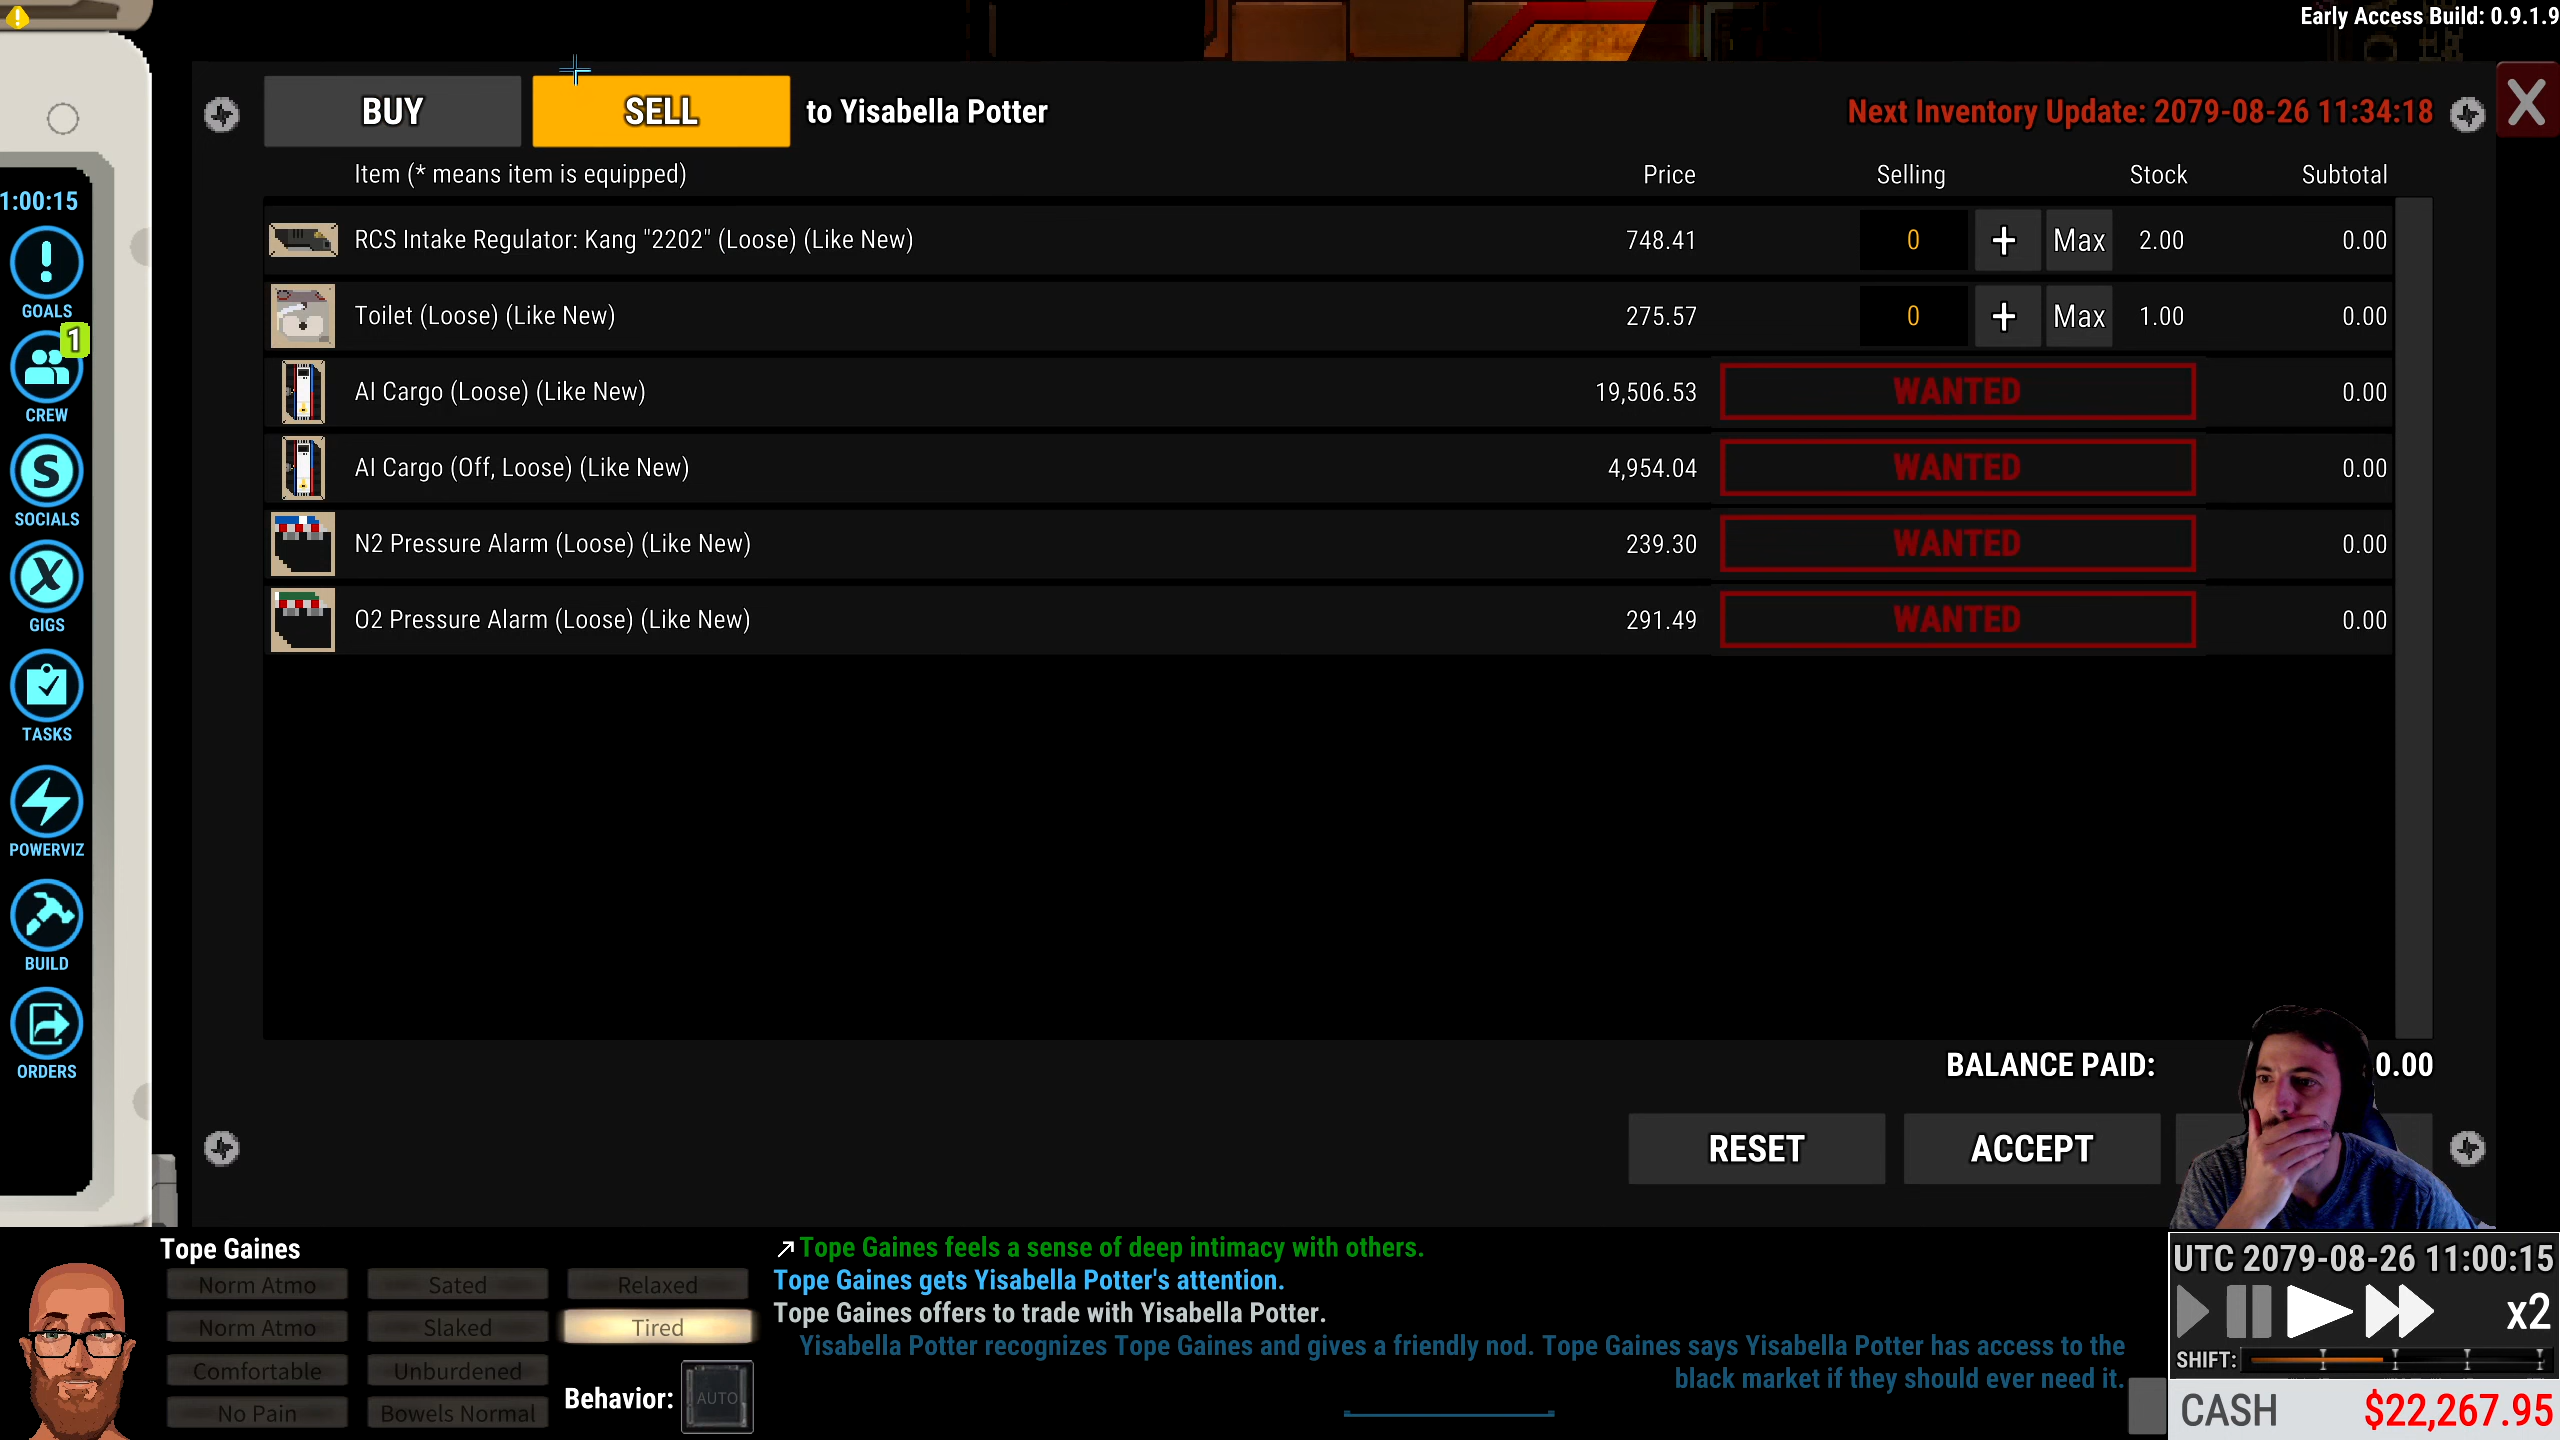 Early Access Build: 0.9.1.9
BUY
SELL
to Yisabella Potter
Next Inventory Update: 2079-08-26 11:34:18
X
Item (* means item is equipped)
Price
Selling
Stock
Subtotal
RCS Intake Regulator: Kang "2202" (Loose) (Like New)
748.41
0
+
Max
2.00
0.00
Toilet (Loose) (Like New)
275.57
0
+
Max
1.00
0.00
AI Cargo (Loose) (Like New)
19,506.53
WANTED
0.00
AI Cargo (Off, Loose) (Like New)
4,954.04
WANTED
0.00
N2 Pressure Alarm (Loose) (Like New)
239.30
WANTED
0.00
O2 Pressure Alarm (Loose) (Like New)
291.49
WANTED
0.00
1:00:15
GOALS
1
CREW
SOCIALS
GIGS
TASKS
POWERVIZ
BUILD
ORDERS
BALANCE PAID:
0.00
RESET
ACCEPT
Tope Gaines
Norm Atmo
Sated
Relaxed
Norm Atmo
Slaked
Tired
Comfortable
Unburdened
No Pain
Bowels Normal
Behavior:
AUTO
Tope Gaines feels a sense of deep intimacy with others.
Tope Gaines gets Yisabella Potter's attention.
Tope Gaines offers to trade with Yisabella Potter.
Yisabella Potter recognizes Tope Gaines and gives a friendly nod. Tope Gaines says Yisabella Potter has access to the
black market if they should ever need it.
UTC 2079-08-26 11:00:15
x2
SHIFT:
CASH
$22,267.95